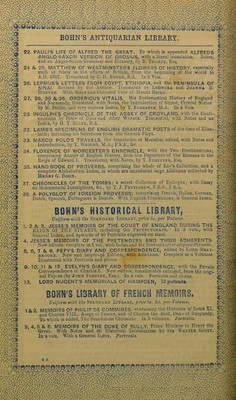 BOHN'S ANTIQUARIAN LIBRARY.
22. PAULI'S LIFE OF ALFRED THE GREAT. To which is appended ALFRED'S
ANGLO-SAXON VERSION OF OROSIUS, with a literal translation, Notes,
and an Anglo-Saxon Grammar and Glossary, by B. THORPE, ESQ.
24 & 25. MATTHEW OF WESTMINSTER'S FLOWERS OF HISTORY, especially
such as relate to the affairs of Britain, from the beginning of the world to
A.D. 1307. Translated by C. D. YONGE, B.A. In 2 Vols.
26. LEPSIUS'S LETTERS FROM EGYPT, ETHIOPIA, and the PENINSULA OF
SINAI. Revised by the Author. Translated by LEONORA and JOANNA B.
HORNER. With Maps and Coloured View of Mount Barkal.
27, 28, 30 & 36. ORDERICUS VITALIS. His Ecclesiastical History of England
and Normandy, translated, with Notes, the Introduction of Guizot, Critical Notice
by M. Delille, and very copious Index, by T. FORESTER, M.A. In 4 Vols.
29. INGULPH'S CHRONICLE OF THE ABBEY OF CROYLAND, with the Conti-
nuations by Peter of Blois and other Writers. Translated, with Notes and an
Index, by H. T. RILEY, B.A.
32. LAMB'S SPECIMENS OF ENGLISH DRAMATIC POETS of the time of Eliza-
beth; including his Selections from the Garrick Plays.
33. MARCO POLO'S TRAVELS, the translation of Marsden, edited, with Notes and
Introduction, by T. WRIGHT, M.A., F.S.A., &c.
34. FLORENCE OF WORCESTER'S CHRONICLE, with the Two Continuations;
comprising Annals of English History, from the Departure of the Romans to the
Reign of Edward I. Translated, with Notes, by T. FORESTER, Esq.
35. HAND-BOOK OF PROVERBS,
complete Alphabetical Index, in which are introduced large Additions collected by
HENRY G. BOHN.
37. CHRONICLES OF THE TOMBS: a select Collection of Epitaphs; with Essay
on Monumental Inscriptions, &c., by T. J. PETTIGREW, F.R.S., F.S.A.
38. A POLYGLOT OF FOREIGN PROVERBS; comprising French, Italian, German,
Dutch, Spanish, Portuguese & Danish. With English Translations, & General Index.
BOHN'S HISTORICAL LIBRARY,
Uniform with the STANDARD LIBRARY, price 5s. per Volume.
1, 2 & 3. JESSE'S MEMOIRS OF THE COURT OF ENGLAND DURING THE
REIGN OF THE STUARTS, including the PROTECTORATE. In 3 vols., with
General Index, and upwards of 40 Portraits engraved on steel.
4. JESSE'S MEMOIRS OF THE PRETENDERS AND THEIR ADHERENTS.
New edition, complete in 1 vol., with Index and Six Portraits after original Pictures.
5, 6, 7 & 8. PEPYS'S DIARY AND CORRESPONDENCE, edited by LORD BRAY-
BROOKE. New and Improved Edition, with Additions. Complete in 4 Volumes.
Illustrated with Portraits and plates.
9, 10, 11 & 12. EVELYN'S DIARY AND CORRESPONDENCE, with the Private
Correspondence of Charles I. New edition, considerably enlarged, from the origi-
nal Papers (by JOHN FORSTER, Esq.) In 4 vols. Portraits and plates.
13. LORD NUGENT'S MEMORIALS OF HAMPDEN, 12 portraits.
BOHN'S LIBRARY OF FRENCH MEMOIRS.
Uniform with the STANDARD LIBRARY, price 3s. 6d. per Volume.
1 & 2. MEMOIRS OF PHILIP DE COMMINES, containing the Histories of Louis XI.
and Charles VIII., Kings of France, and of Charles the Bold, Duke of Burgundy.
To which is added, The Scandalous Chronicle. In 2 volumes. Portraits.
3, 4, 5 & 6. MEMOIRS OF THE DUKE OF SULLY, Prime Minister to Henry the
Great. With Notes and an Historical Introduction by SIR WALTER SCOTT.
In 4 vols. With a General Index. Portraits.